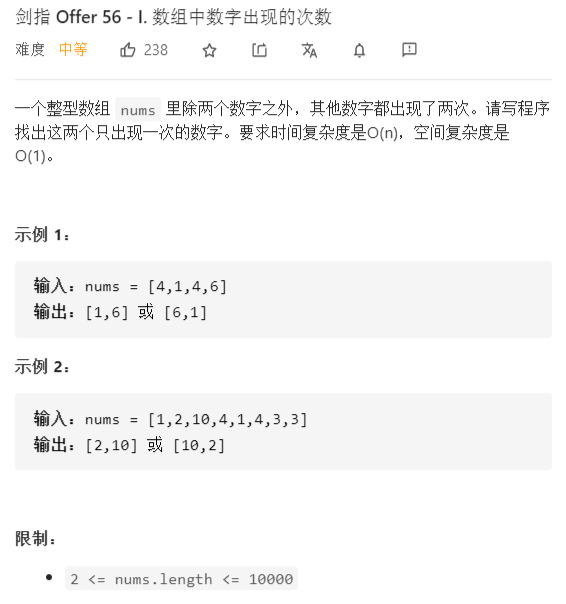 剑指 Offer 56 - I. 数组中数字出现的次数
难度 中等 238
一个整型数组 nums 里除两个数字之外，其他数字都出现了两次。请写程序
找出这两个只出现一次的数字。要求时间复杂度是O(n)，空间复杂度是
O(1)。
示例 1：
输入：nums = [4,1,4,6]
输出：[1,6] 或 [6,1]
示例 2：
输入：nums = [1,2,10,4,1,4,3,3]
输出：[2,10] 或 [10,2]
限制：
2 <= nums.length <= 10000